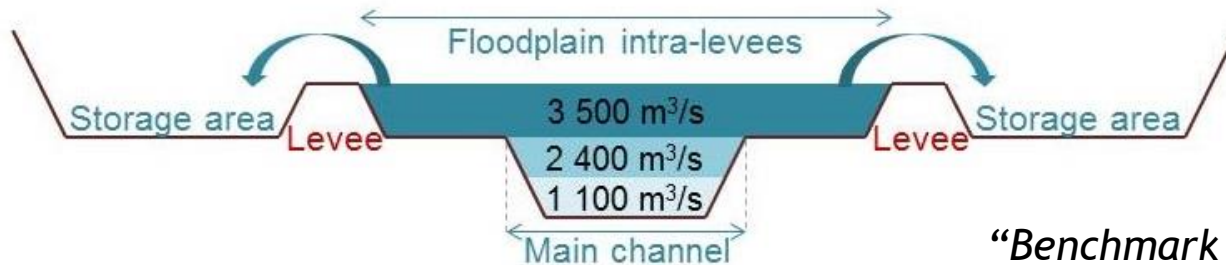 Floodplain intra-levees
Storage area
Levee
3 500 m³/s
2 400 m³/s
1 100 m³/s
Levee
Storage area
Main channel
“Benchmark